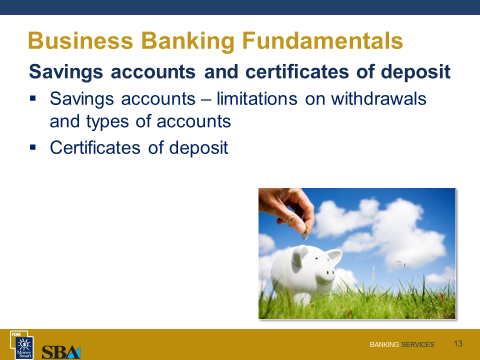 Business Banking Fundamentals
Savings accounts and certificates of deposit
▪ Savings accounts – limitations on withdrawals
and types of accounts
▪ Certificates of deposit
FDIC
Money
Smart
SBA
BANKING SERVICES 13